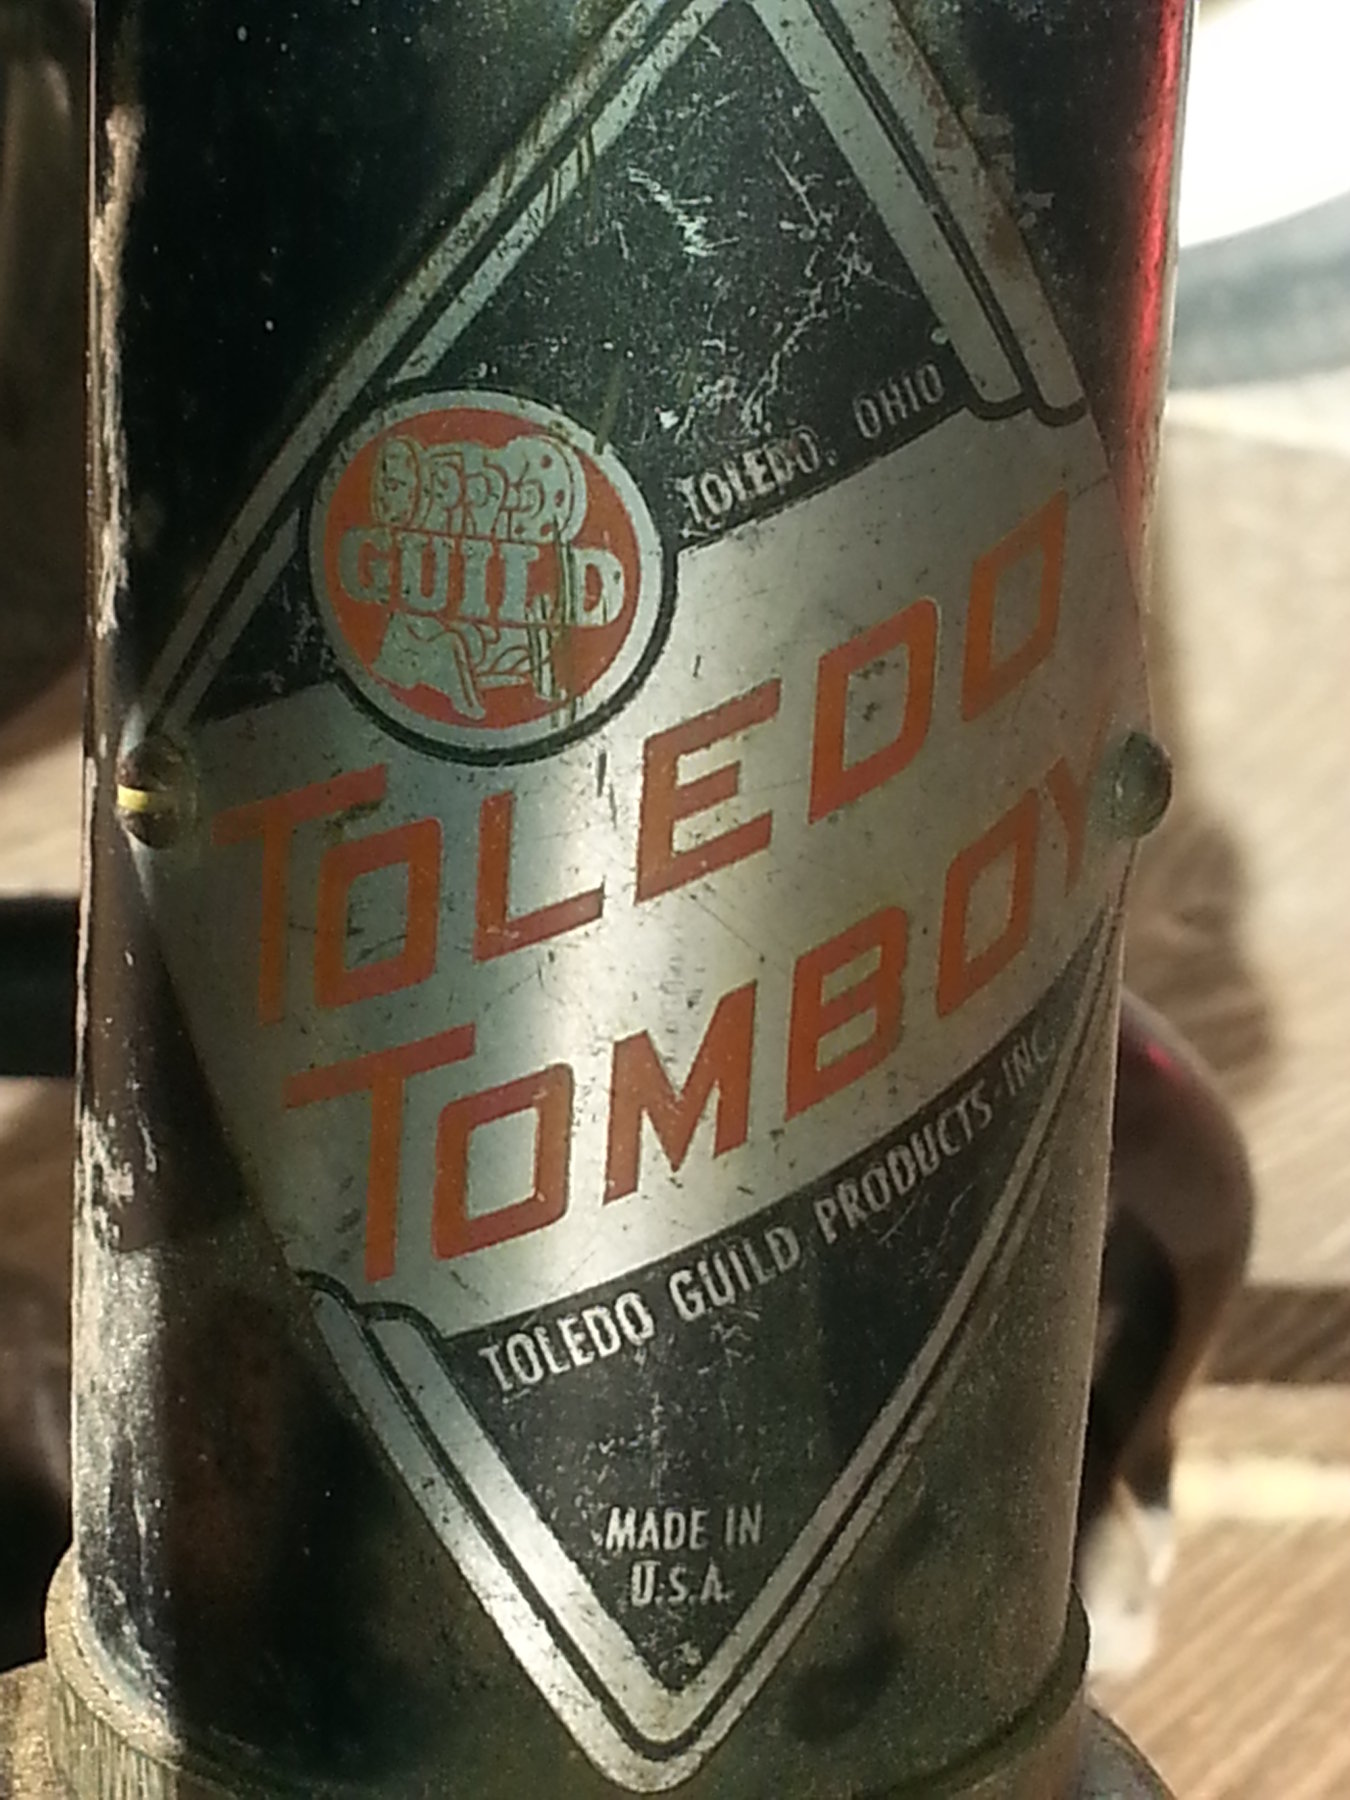 TOLEDO, OHIO
GUILD
TOLEDO
TOMBOY
TOLEDO GUILD PRODUCTS-INC.
MADE IN
U.S.A.